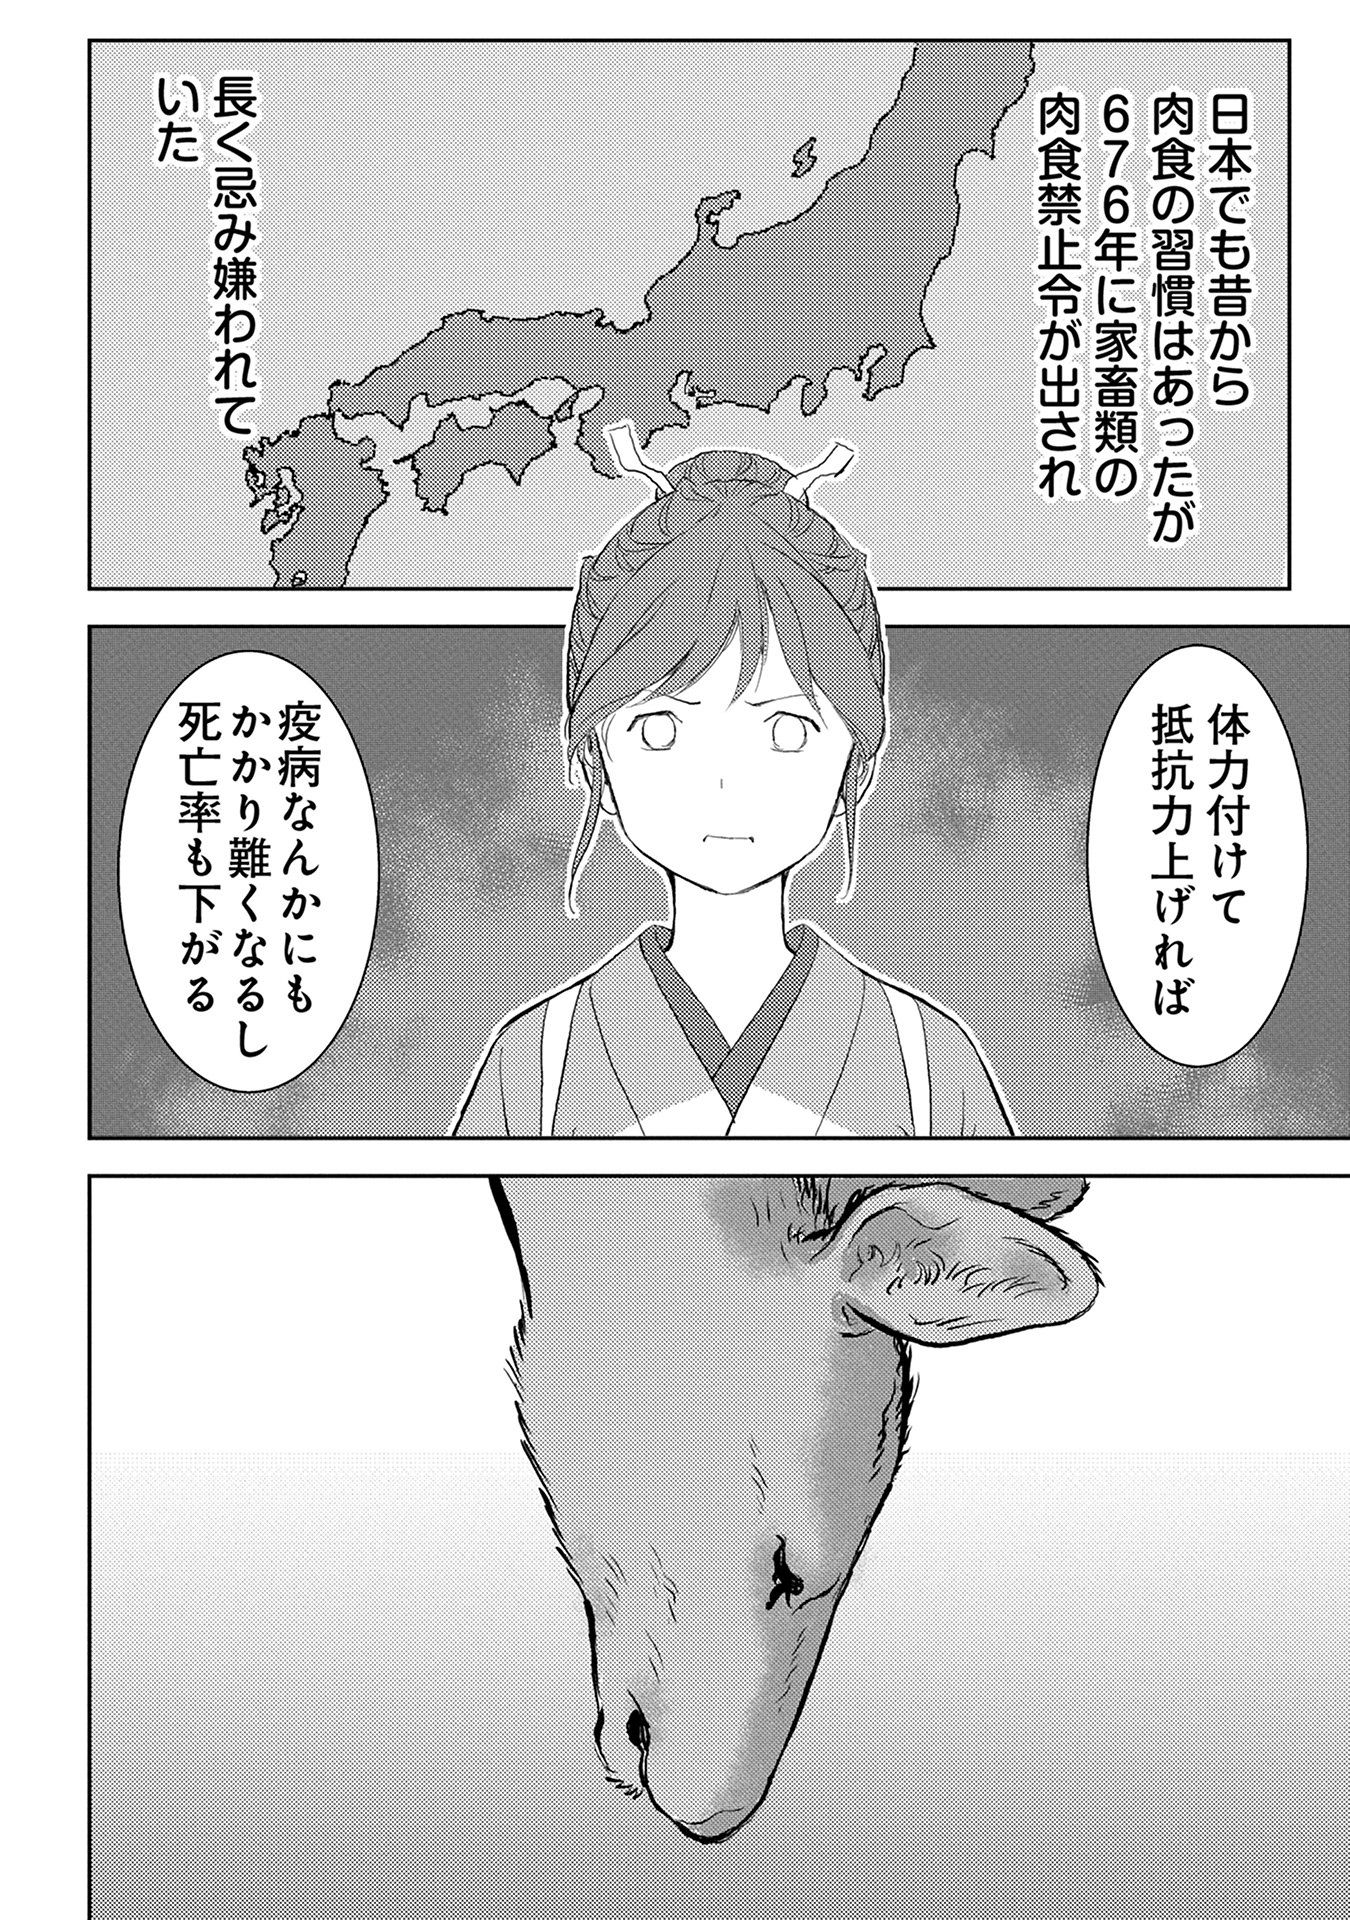 日本でも昔から
肉食の習慣はあったが
676年に家畜類の
肉食禁止令が出され
長く忌み嫌われて
いた
体力付けて
抵抗力上げれば
疫病なんかにも
かかり難くなるし
死亡率も下がる